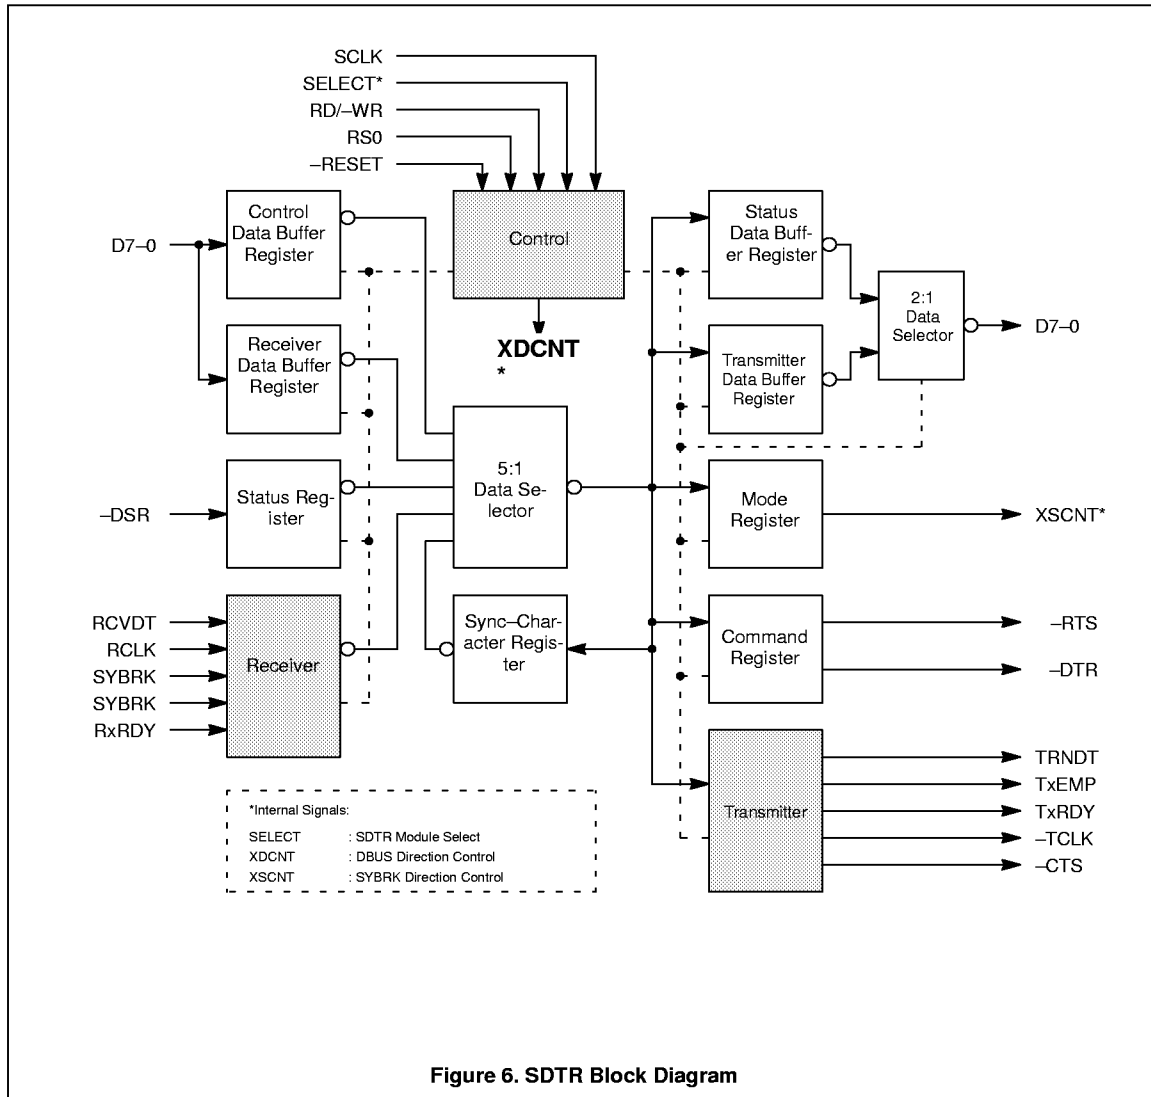 SCLK
SELECT*
RD/–WR
RS0
–RESET
D7–0
Control
Data Buffer
Register
Control
XDCNT
*
Status
Data Buff-
er Register
2:1
Data
Selector
D7–0
Receiver
Data Buffer
Register
Transmitter
Data Buffer
Register
–DSR
Status Reg-
ister
5:1
Data Se-
lector
Mode
Register
XSCNT*
RCVDT
RCLK
SYBRK
SYBRK
RxRDY
Receiver
Sync–Char-
acter Regis-
ter
Command
Register
–RTS
–DTR
Transmitter
TRNDT
TxEMP
TxRDY
–TCLK
–CTS
*Internal Signals:
SELECT : SDTR Module Select
XDCNT : DBUS Direction Control
XSCNT : SYBRK Direction Control
Figure 6. SDTR Block Diagram